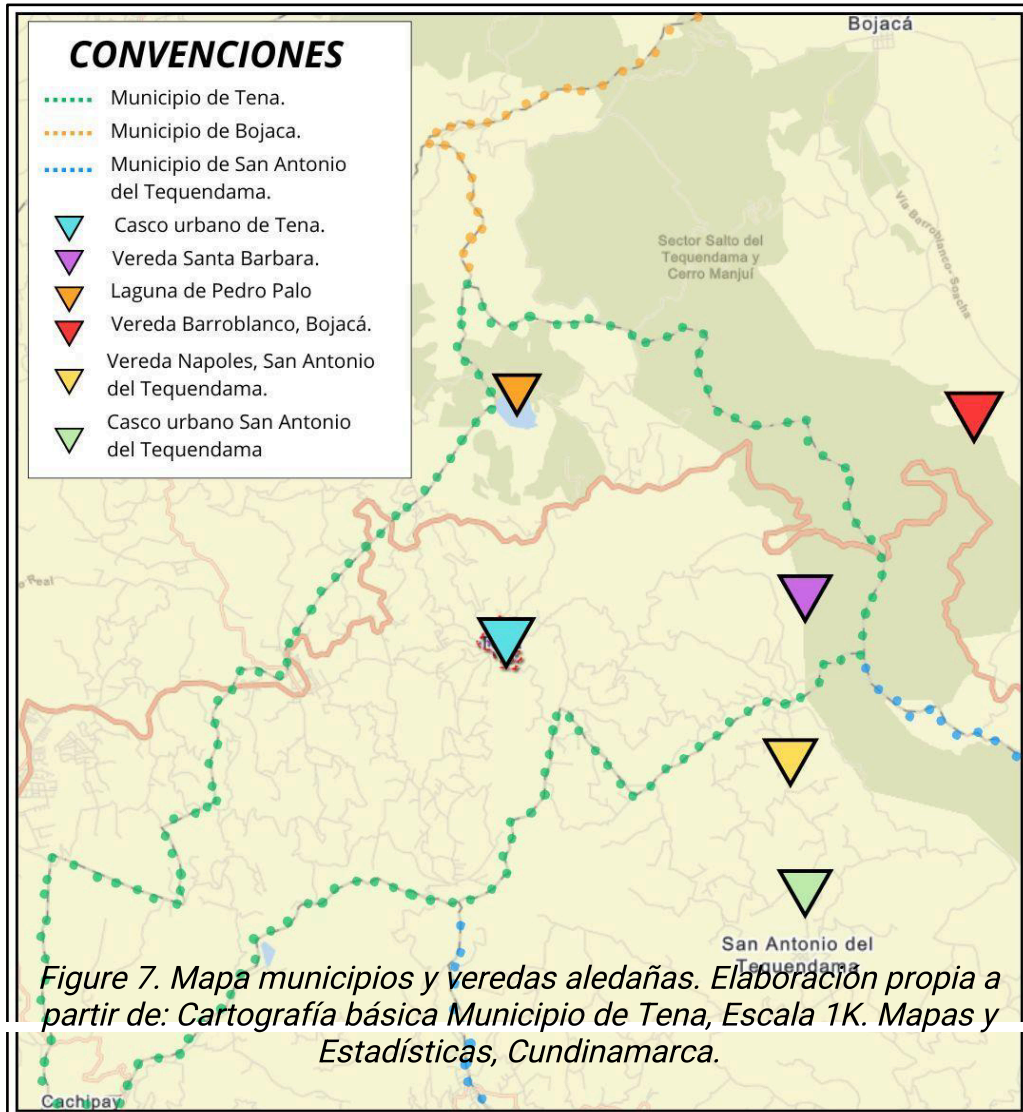 Bojacá
CONVENCIONES
Municipio de Tena.
Municipio de Bojaca.
Municipio de San Antonio
del Tequendama.
Casco urbano de Tena.
Vereda Santa Barbara.
Laguna de Pedro Palo
Vereda Barroblanco, Bojacá.
Vereda Napoles, San Antonio
del Tequendama.
Casco urbano San Antonio
del Tequendama
Vía Barroblanco- Soacha
Sector Salto del
Tequendama y
Cerro Manjuí
Real
San Antonio del
Tequendama
Figure 7. Mapa municipios y veredas aledañas. Elaboración propia a
partir de: Cartografía básica Municipio de Tena, Escala 1K. Mapas y
Estadísticas, Cundinamarca.
Cachipay